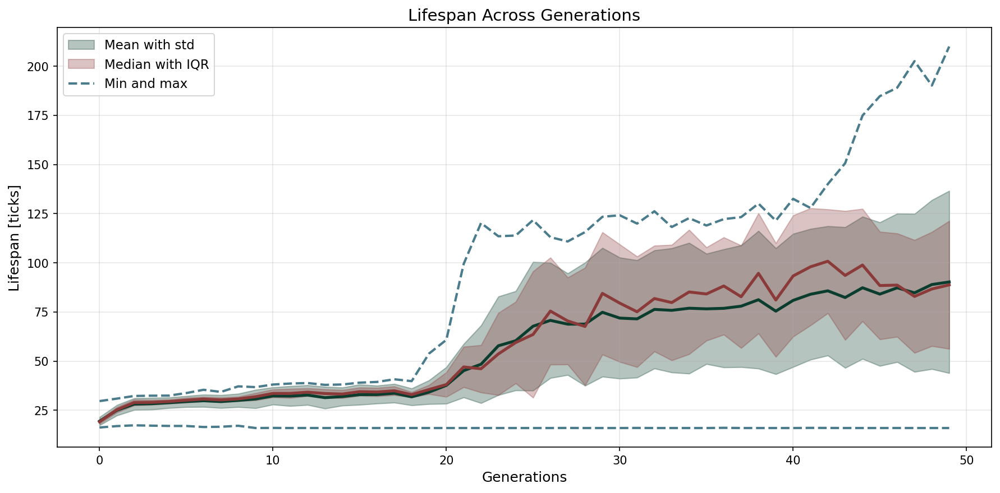 Lifespan Across Generations
Mean with std
Median with IQR
Min and max
Lifespan [ticks]
200
175
150
125
100
75
50
25
0 10 20 30 40 50
Generations